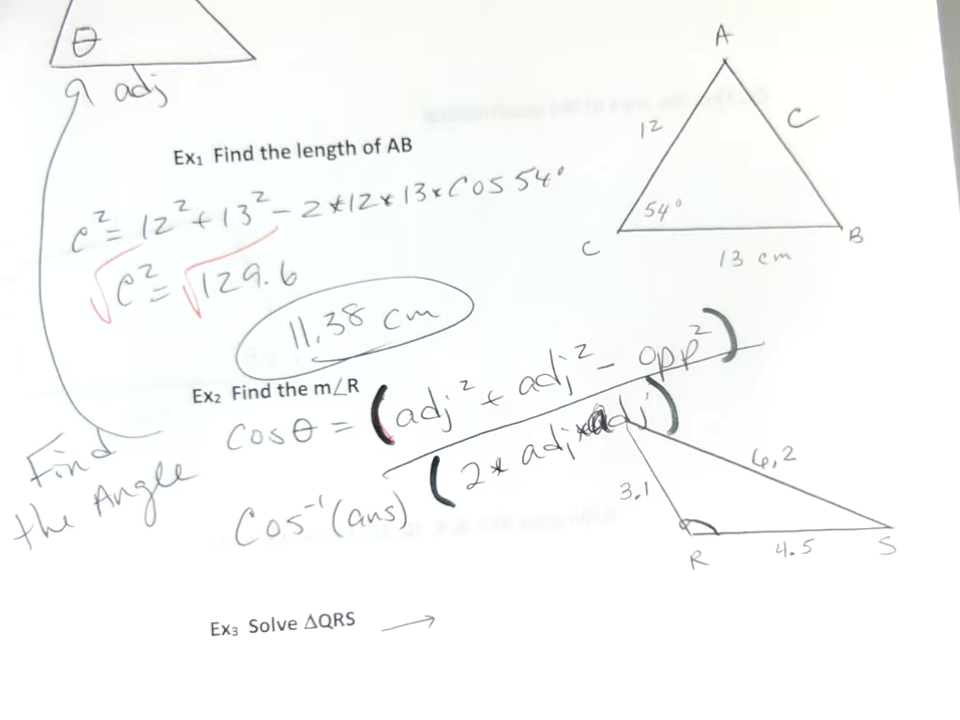 θ
adj
A
12
C
54°
C
B
13 cm
Ex1 Find the length of AB
c² = 12² + 13² - 2*12*13*Cos 54°
√c² = √129.6
11.38 cm
Ex2 Find the m∠R
Cosθ = (adj² + adj² - opp²)
(2* adj*adj)
Cos⁻¹(ans)
Find
the Angle
6,2
3.1
R
4.5
S
Ex3 Solve ΔQRS →